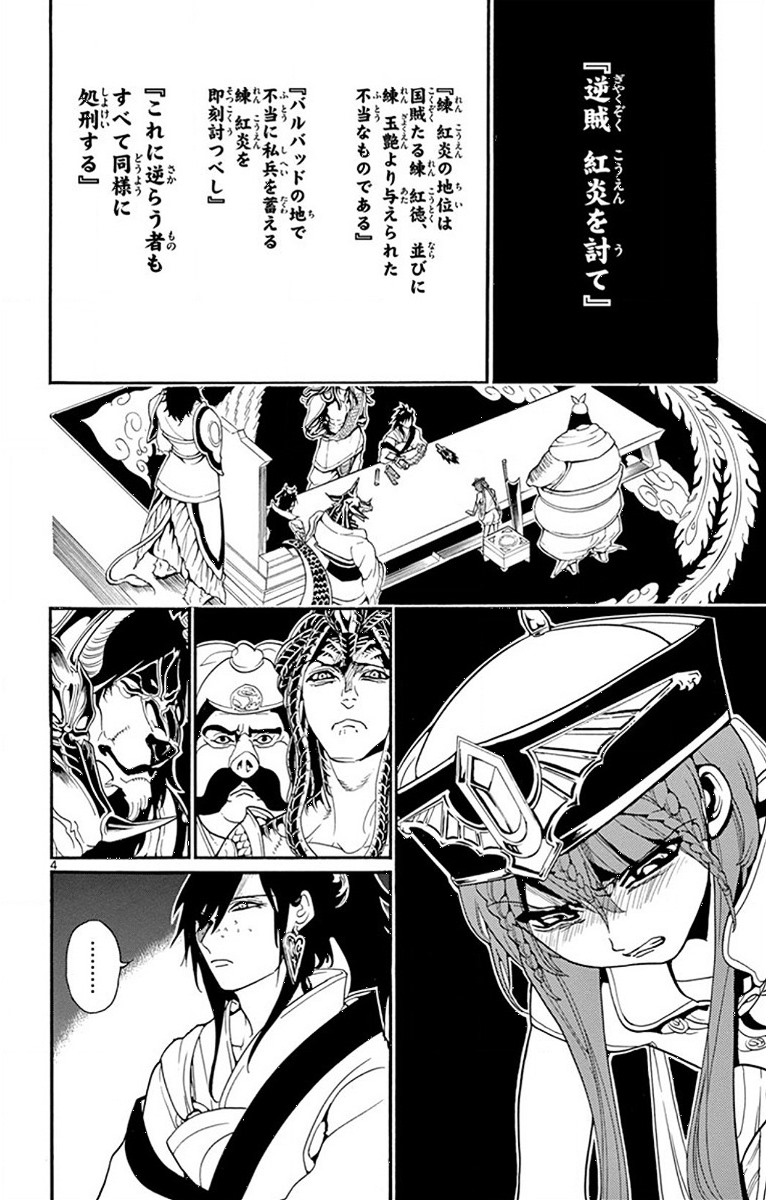 『逆賊 紅炎を討て』
『練 紅炎の地位は
国賊たる練 紅徳、並びに
練 玉艶より与えられた
不当なものである』
『バルバッドの地で
不当に私兵を蓄える
練 紅炎を
即刻討つべし』
『これに逆らう者も
すべて同様に
処刑する』
4
………